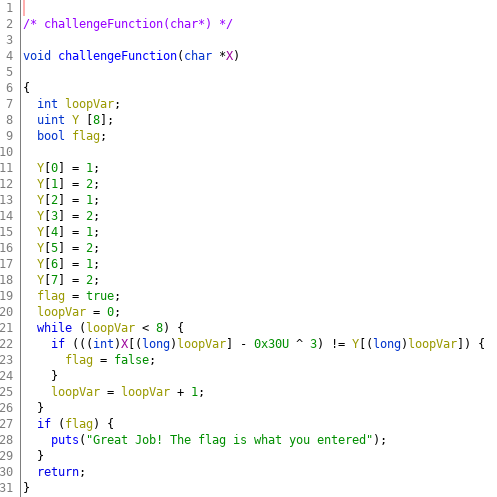 1
2 /* challengeFunction(char*) */
3
4 void challengeFunction(char *X)
5
6 {
7 int loopVar;
8 uint Y [8];
9 bool flag;
10
11 Y[0] = 1;
12 Y[1] = 2;
13 Y[2] = 1;
14 Y[3] = 2;
15 Y[4] = 1;
16 Y[5] = 2;
17 Y[6] = 1;
18 Y[7] = 2;
19 flag = true;
20 loopVar = 0;
21 while (loopVar < 8) {
22 if (((int)X[(long)loopVar] - 0x30U ^ 3) != Y[(long)loopVar]) {
23 flag = false;
24 }
25 loopVar = loopVar + 1;
26 }
27 if (flag) {
28 puts("Great Job! The flag is what you entered");
29 }
30 return;
31 }